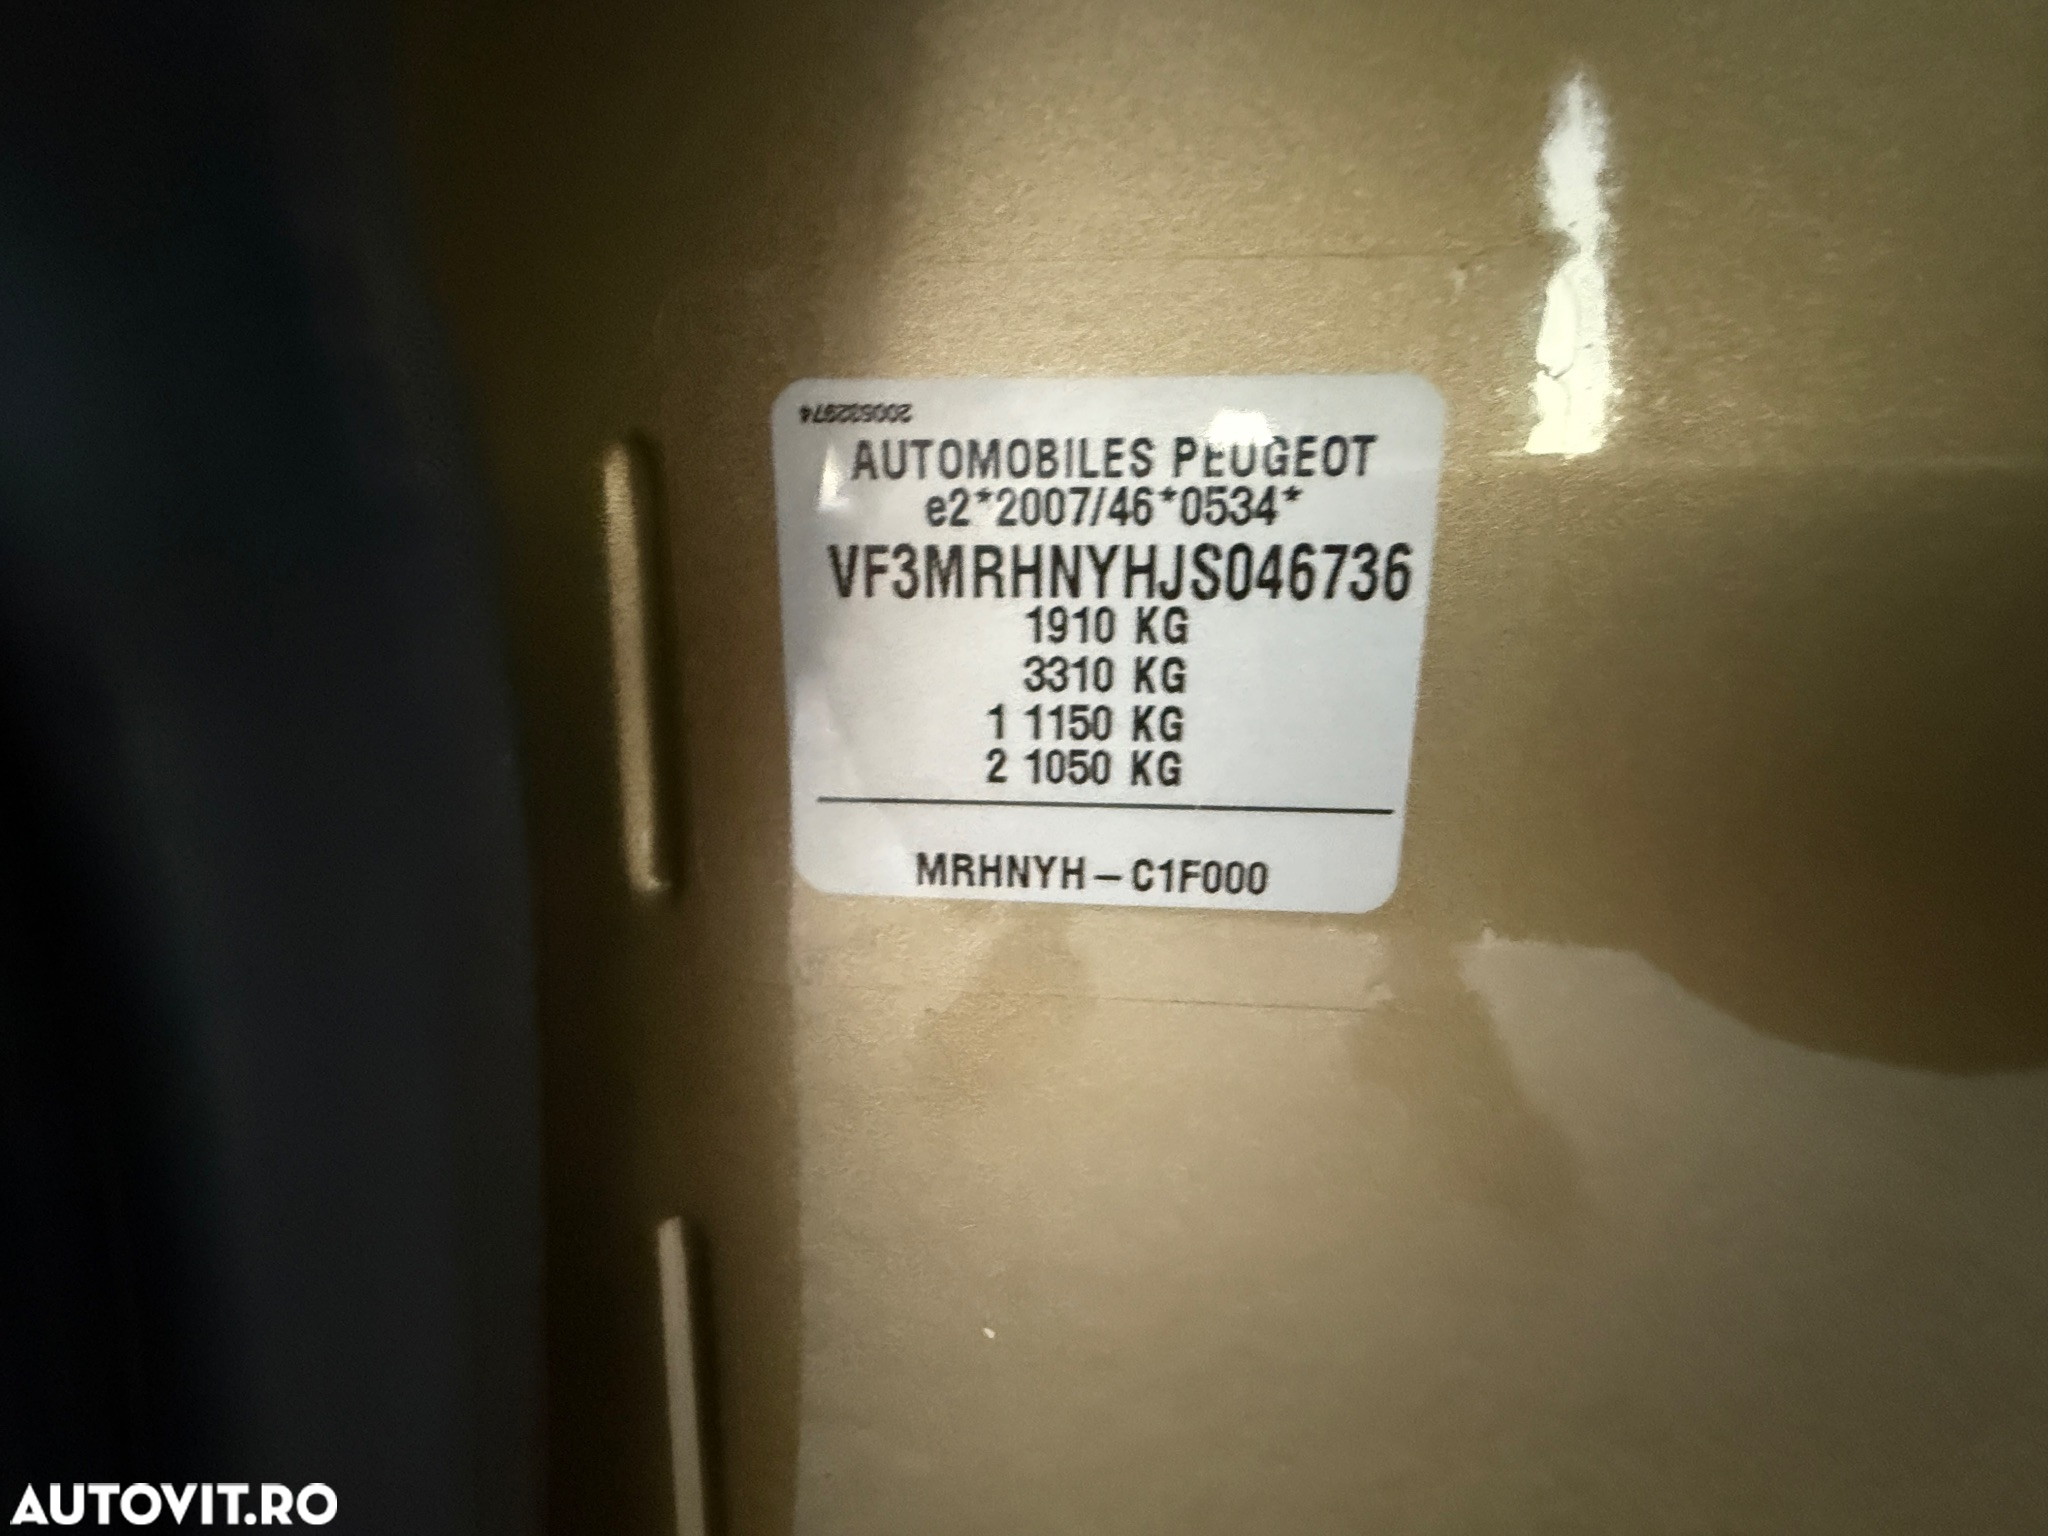 200532974
AUTOMOBILES PEUGEOT
e2*2007/46*0534*
VF3MRHNYHJS046736
1910 KG
3310 KG
1 1150 KG
2 1050 KG
MRHNYH – C1F000
AUTOVIT.RO